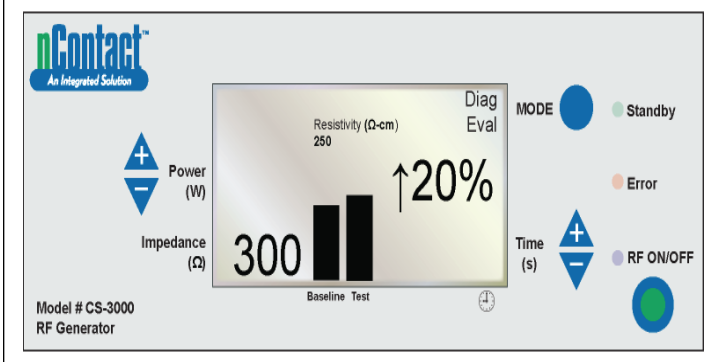 nContact™
An Integrated Solution
Diag
Eval
Resistivity (Ω-cm)
250
↑20%
300
Baseline Test
Power
(W)
Impedance
(Ω)
MODE
Standby
Error
Time
(s)
RF ON/OFF
Model # CS-3000
RF Generator